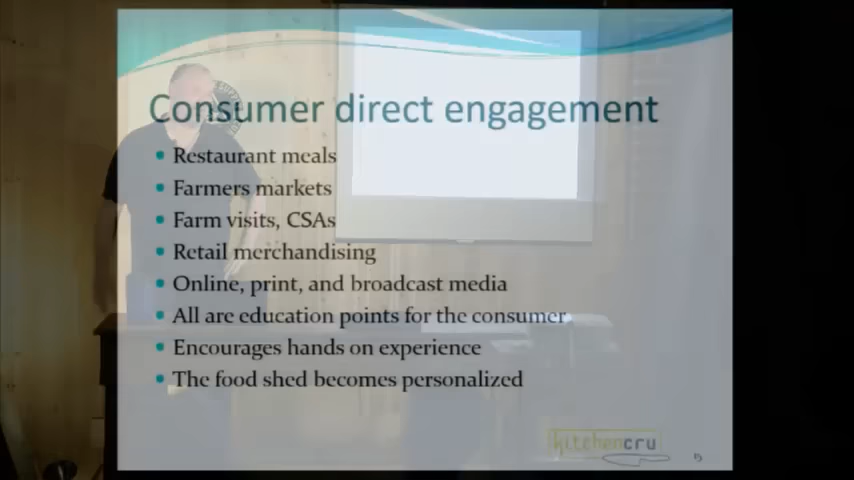 Consumer direct engagement
• Restaurant meals
• Farmers markets
• Farm visits, CSAs
• Retail merchandising
• Online, print, and broadcast media
• All are education points for the consumer
• Encourages hands on experience
• The food shed becomes personalized
kitchencru
15